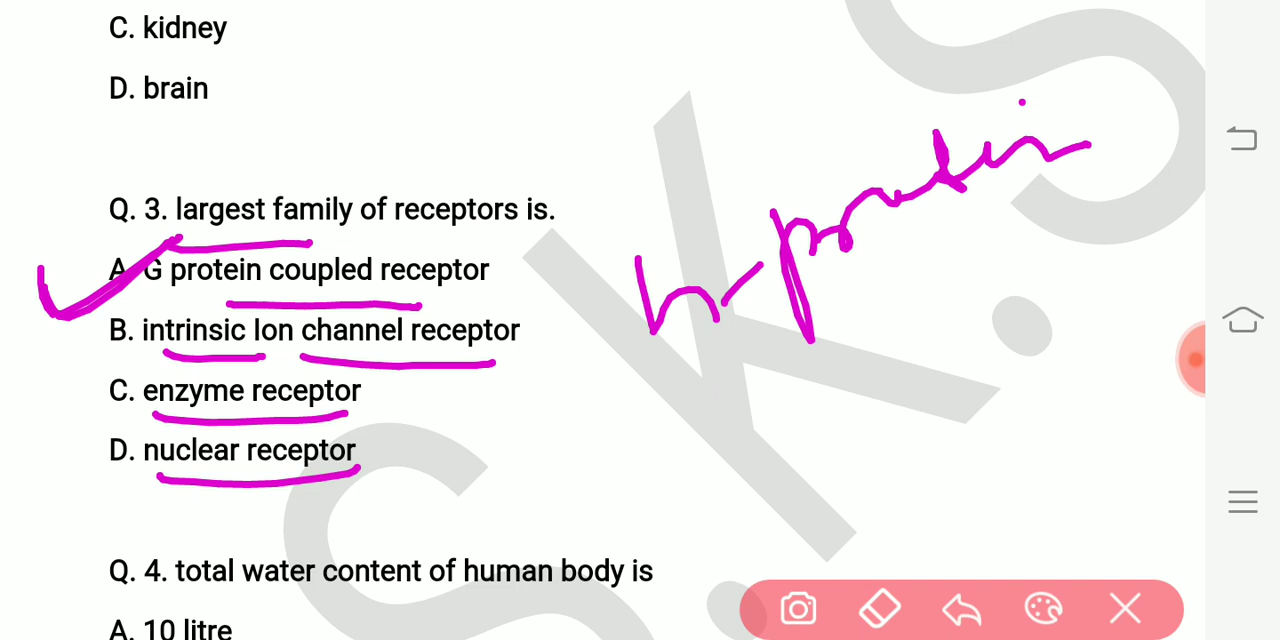 C. kidney
D. brain
Q. 3. largest family of receptors is.
A. G protein coupled receptor
B. intrinsic Ion channel receptor
C. enzyme receptor
D. nuclear receptor
Q. 4. total water content of human body is
A. 10 litre
S.K.S